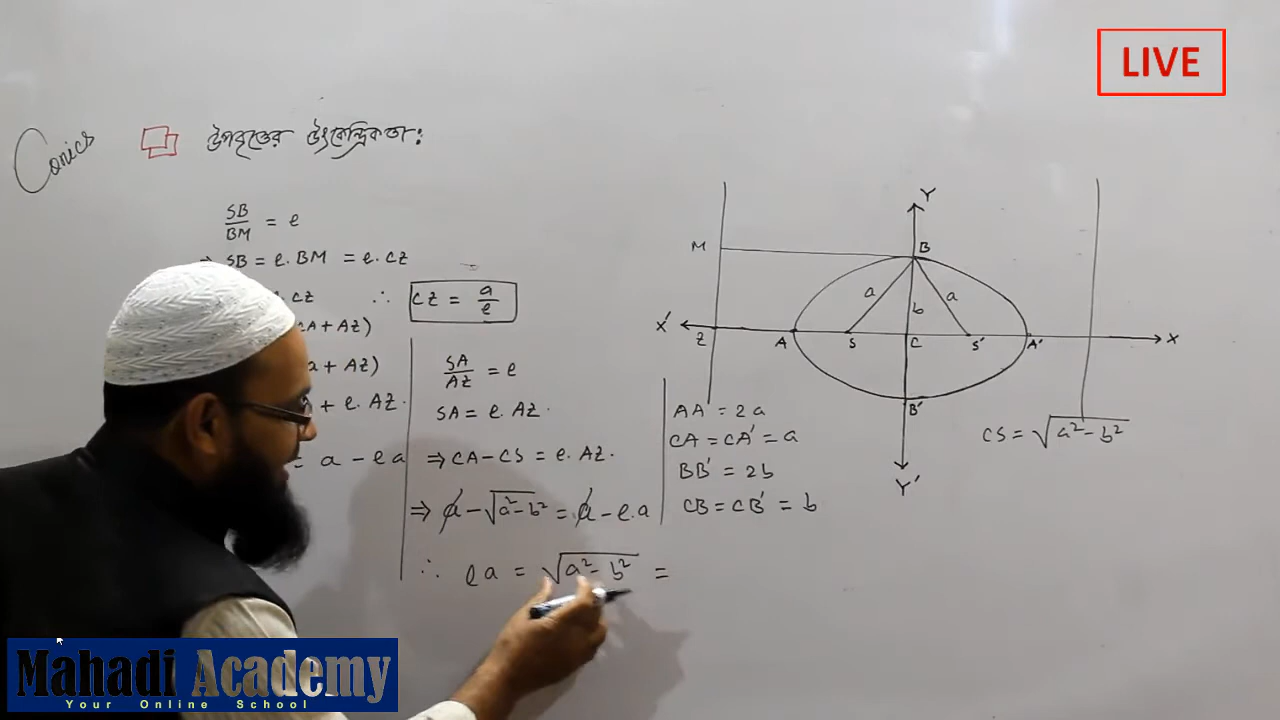 LIVE
Conics
উপবৃত্তের উৎকেন্দ্রিকতা:
SB/BM = e
⇒ SB = e. BM = e. CZ
. CZ ∴ CZ = a/e
CA + AZ)
a + AZ)
+ e. AZ.
= a - ea
SA/AZ = e
SA = e. AZ.
⇒ CA - CS = e. AZ.
⇒ a - √a²-b² = a - e.a
∴ ea = √a² - b² =
Y
M
B
a
a
b
X'
Z
A
S
C
S'
A'
X
B'
Y'
AA' = 2a
CA = CA' = a
BB' = 2b
CB = CB' = b
CS = √a² - b²
Mahadi Academy
Your Online School